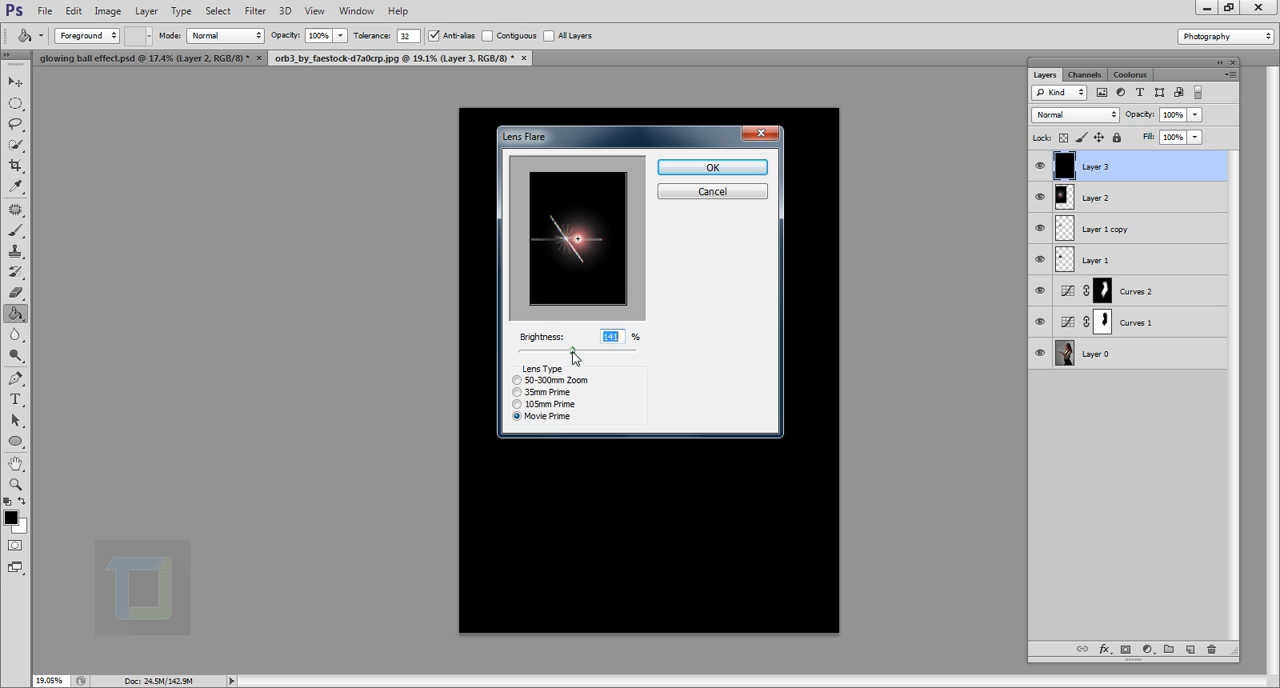 Ps File Edit Image Layer Type Select Filter 3D View Window Help
Foreground Mode: Normal Opacity: 100% Tolerance: 32 Anti-alias Contiguous All Layers Photography
glowing ball effect.psd @ 17.4% (Layer 2, RGB/8) * × orb3_by_faestock-d7a0crp.jpg @ 19.1% (Layer 3, RGB/8) * ×
Layers Channels Coolorus
Kind
Normal Opacity: 100%
Lock: Fill: 100%
Layer 3
Layer 2
Layer 1 copy
Layer 1
Curves 2
Curves 1
Layer 0
Lens Flare
OK
Cancel
Brightness: 141 %
Lens Type
50-300mm Zoom
35mm Prime
105mm Prime
Movie Prime
19.05% Doc: 24.5M/142.9M